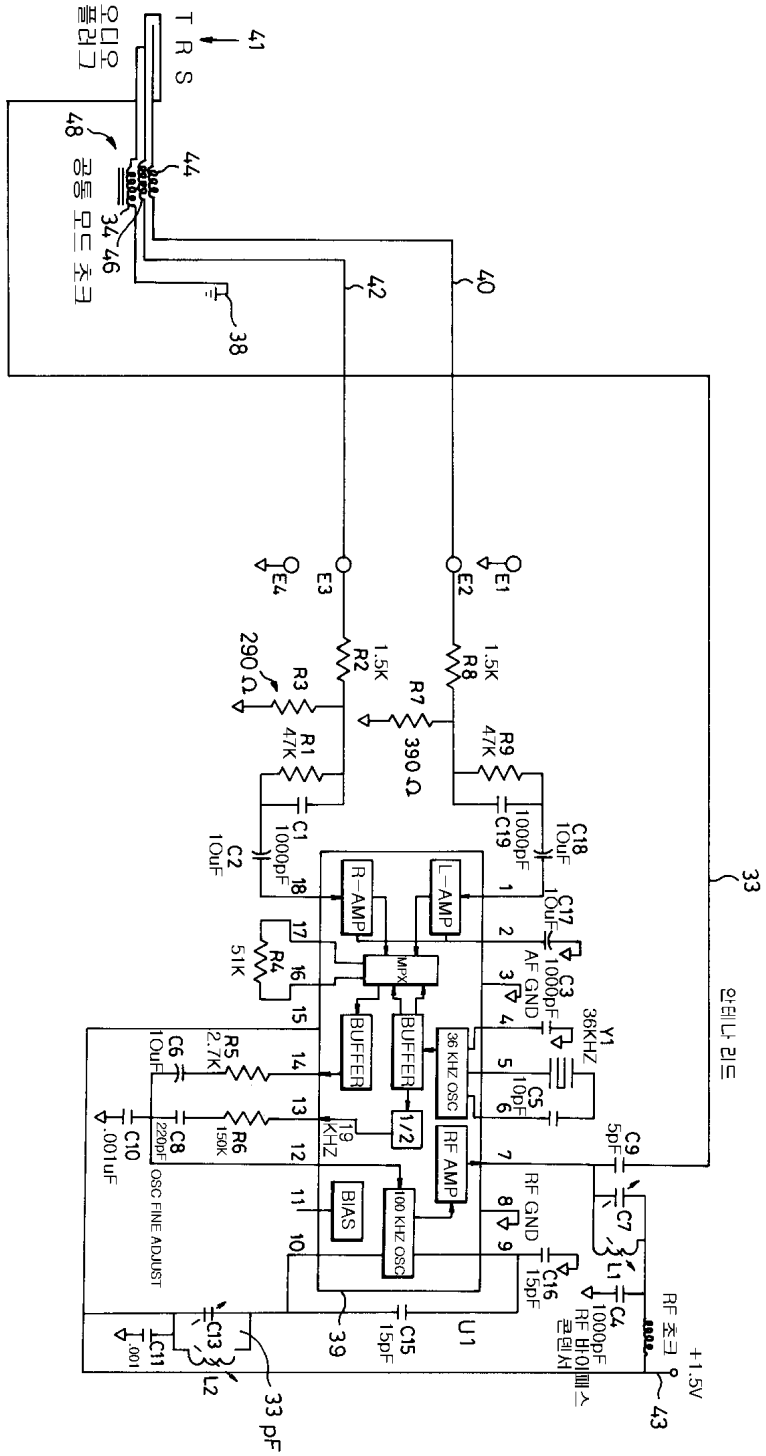 T R S
오디오
플러그
41
48
공통 모드 초크
44
34
46
38
42
40
33
안테나 리드
E1
E2
E3
E4
1.5K
R8
1.5K
R2
R7
390 Ω
R3
290 Ω
R9
47K
C19
1000pF
C18
10uF
R1
47K
C1
1000pF
C2
10uF
1
2
3
4
5
6
7
8
9
10
11
12
13
14
15
16
17
18
L-AMP
R-AMP
MPX
BUFFER
BUFFER
36 KHZ OSC
1/2
19
KHZ
RF AMP
100 KHZ OSC
BIAS
C17
10uF
C3
1000pF
AF GND
Y1
36KHZ
C5
10pF
C9
5pF
C7
L1
RF GND
C16
15pF
C4
1000pF
RF 바이패스
콘덴서
RF 초크
+1.5V
43
R4
51K
R5
2.7K
C6
10uF
R6
150K
C8
220pF
C10
.001uF
OSC FINE ADJUST
C15
15pF
U1
39
C13
C11
.001
L2
33 pF